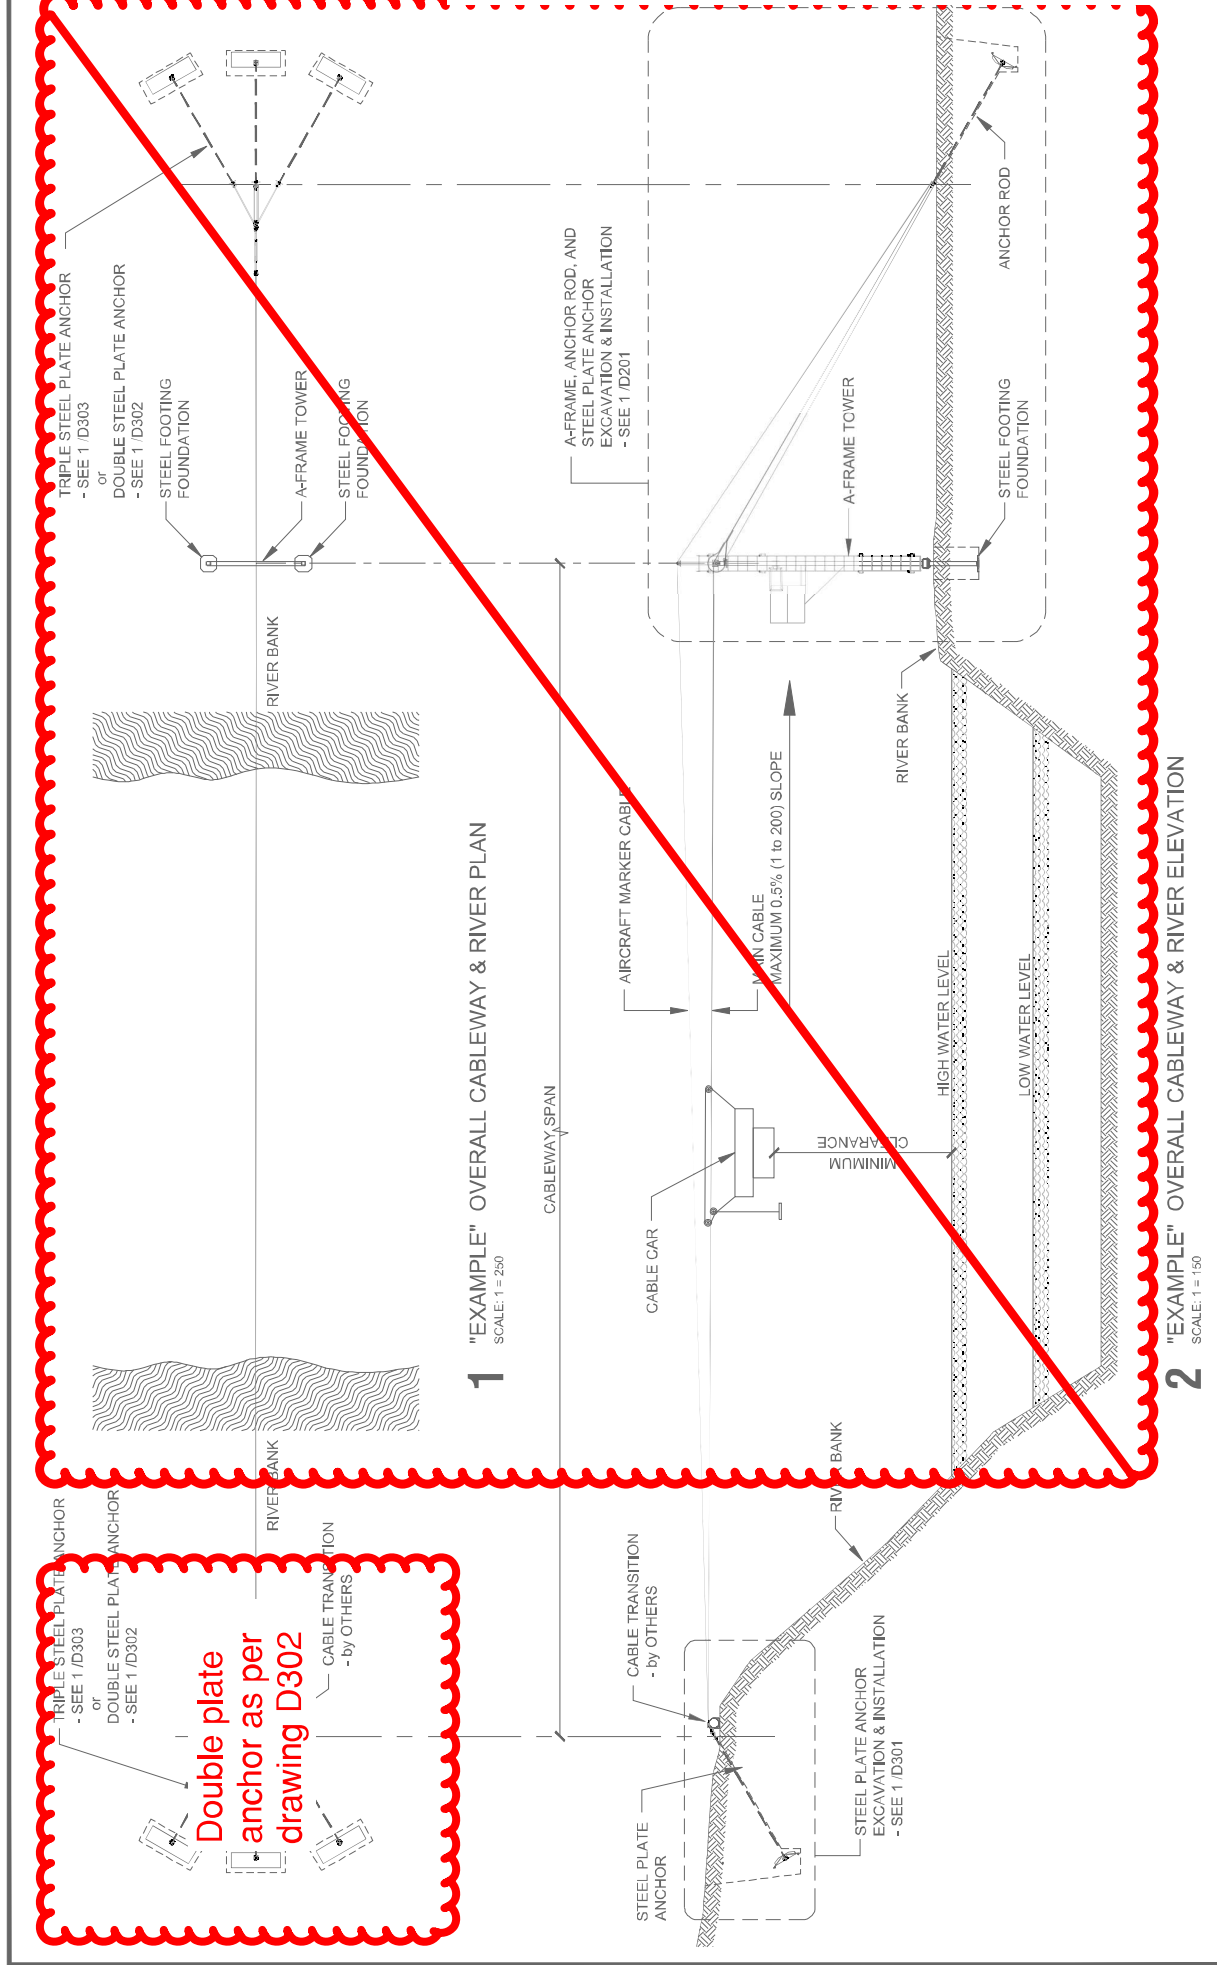 TRIPLE STEEL PLATE ANCHOR
- SEE 1 /D303
or
DOUBLE STEEL PLATE ANCHOR
- SEE 1 /D302
CABLE TRANSITION
- by OTHERS
Double plate
anchor as per
drawing D302
RIVER BANK
RIVER BANK
STEEL FOOTING
FOUNDATION
A-FRAME TOWER
STEEL FOOTING
FOUNDATION
TRIPLE STEEL PLATE ANCHOR
- SEE 1 /D303
or
DOUBLE STEEL PLATE ANCHOR
- SEE 1 /D302
1
"EXAMPLE" OVERALL CABLEWAY & RIVER PLAN
SCALE: 1 = 250
CABLEWAY SPAN
STEEL PLATE
ANCHOR
CABLE TRANSITION
- by OTHERS
STEEL PLATE ANCHOR
EXCAVATION & INSTALLATION
- SEE 1 /D301
RIVER BANK
CABLE CAR
MINIMUM
CLEARANCE
AIRCRAFT MARKER CABLE
MAIN CABLE
MAXIMUM 0.5% (1 to 200) SLOPE
HIGH WATER LEVEL
LOW WATER LEVEL
RIVER BANK
A-FRAME, ANCHOR ROD, AND
STEEL PLATE ANCHOR
EXCAVATION & INSTALLATION
- SEE 1 /D201
A-FRAME TOWER
STEEL FOOTING
FOUNDATION
ANCHOR ROD
2
"EXAMPLE" OVERALL CABLEWAY & RIVER ELEVATION
SCALE: 1 = 150